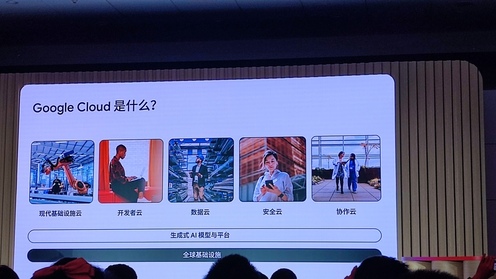 Google Cloud 是什么?
现代基础设施云
开发者云
数据云
安全云
协作云
生成式 AI 模型与平台
全球基础设施